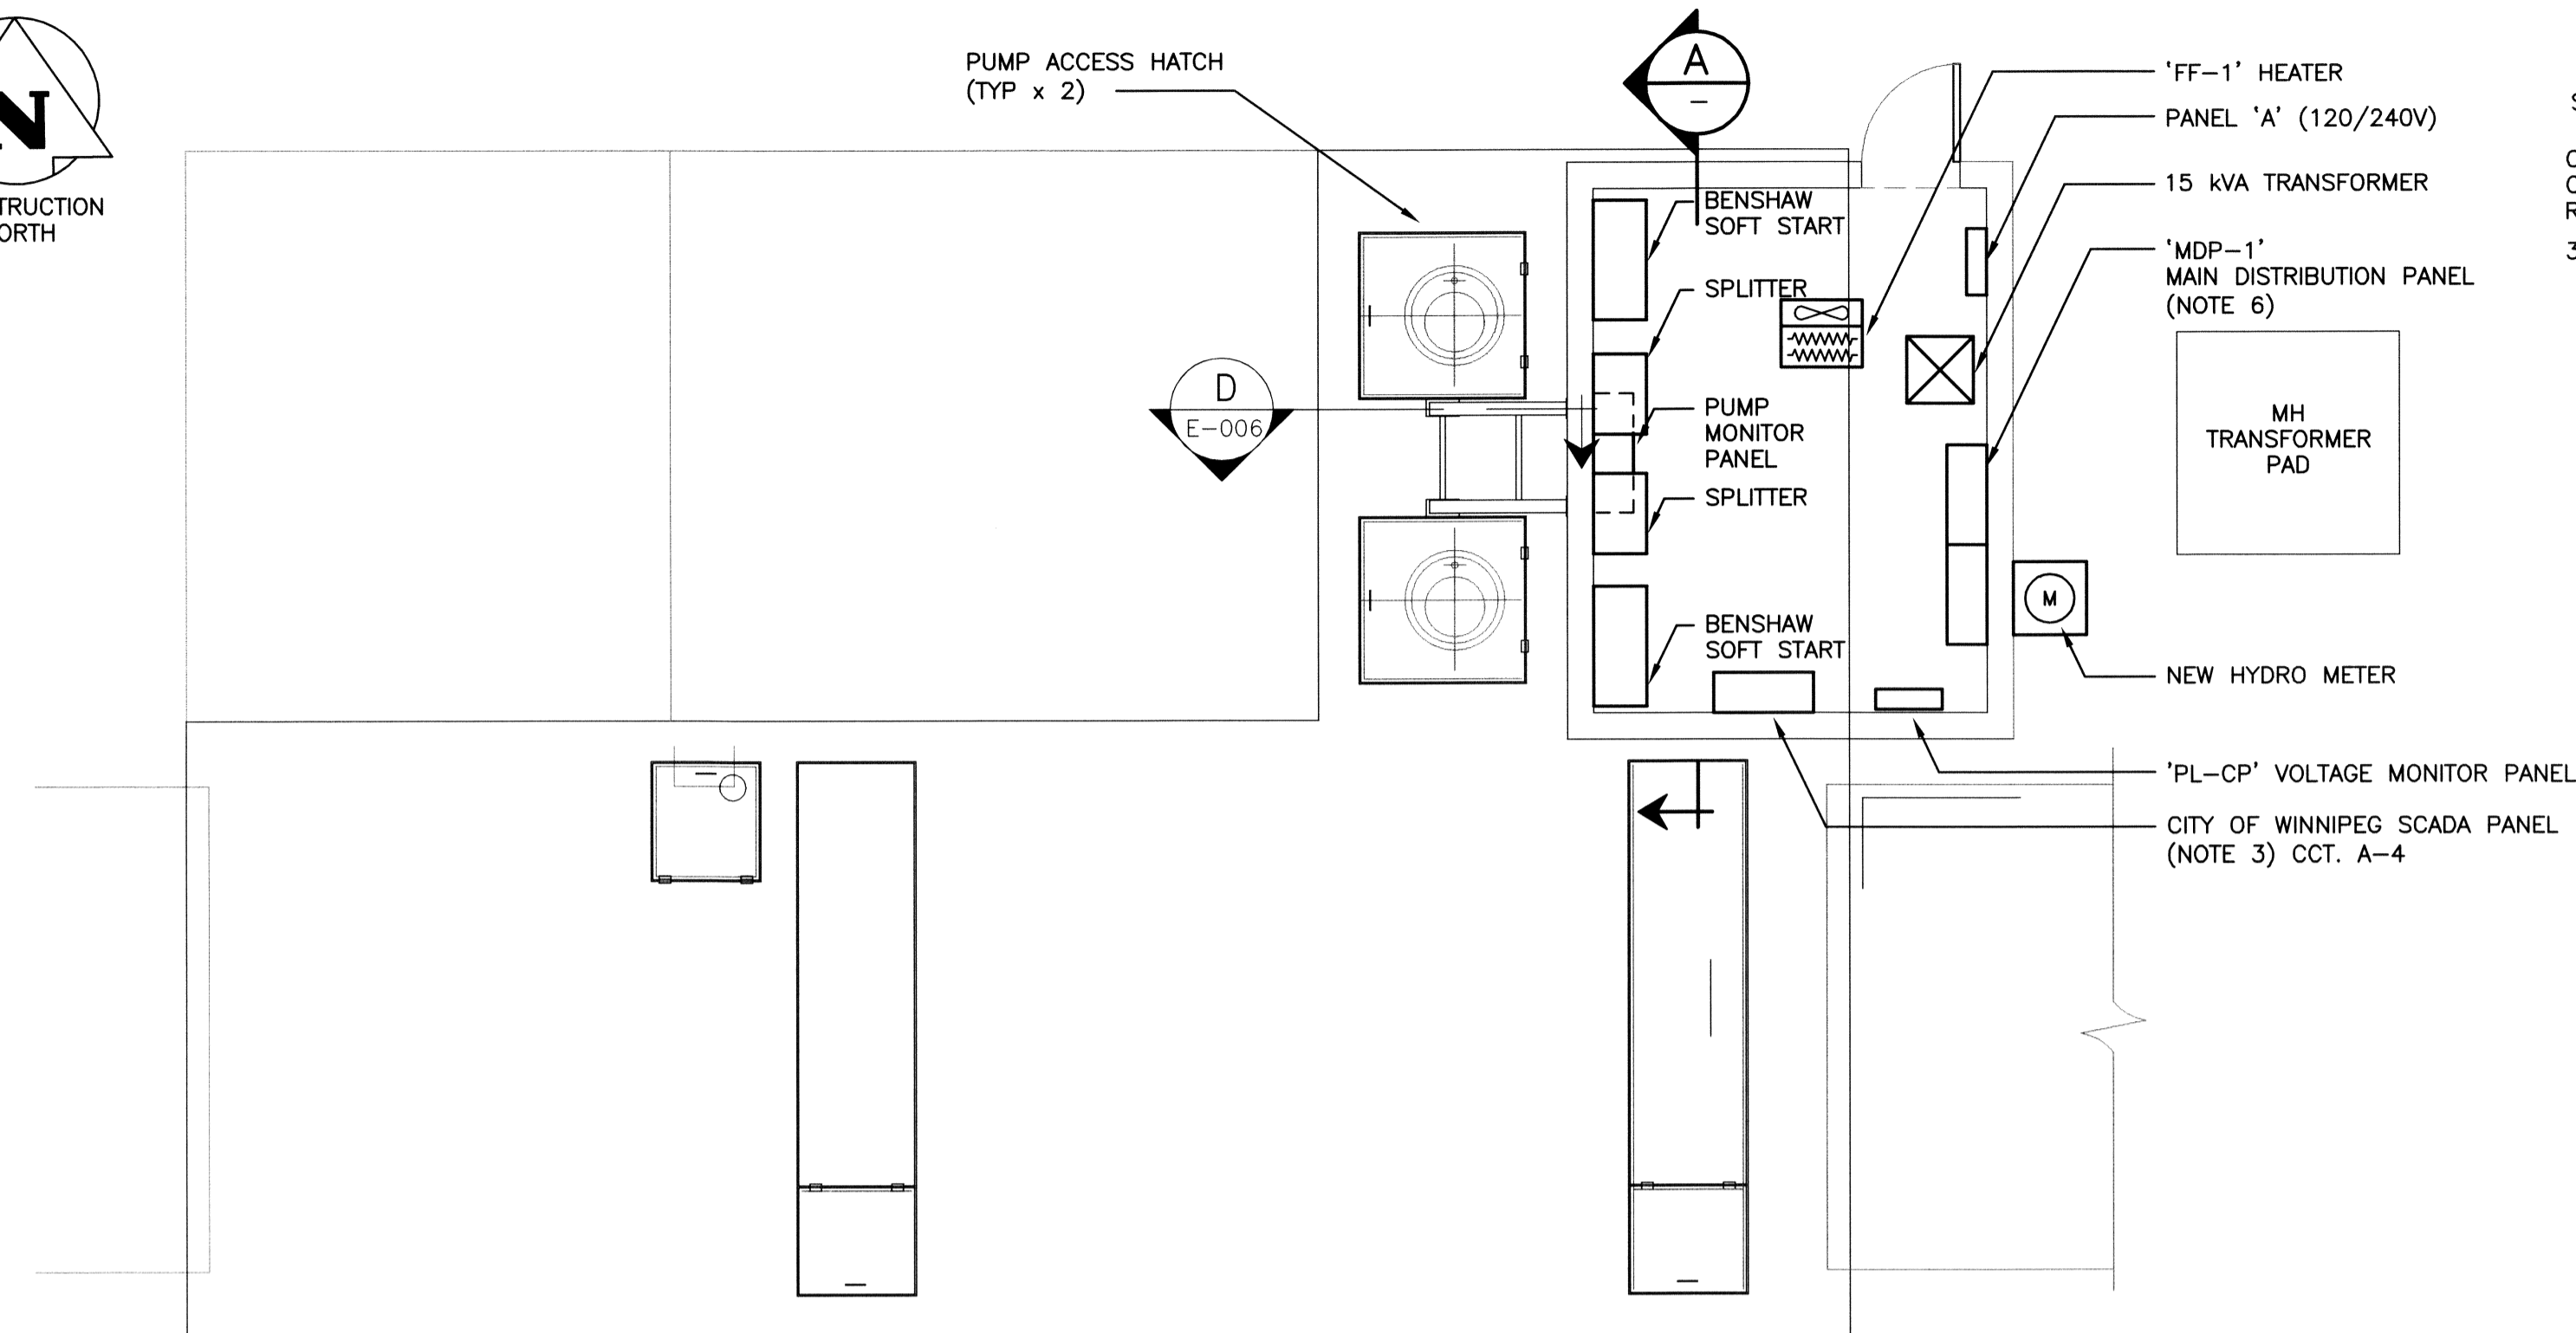 N
TRUCTION
ORTH
PUMP ACCESS HATCH
(TYP x 2)
A
–
'FF-1' HEATER
PANEL 'A' (120/240V)
15 kVA TRANSFORMER
'MDP-1'
MAIN DISTRIBUTION PANEL
(NOTE 6)
BENSHAW
SOFT START
SPLITTER
D
E-006
PUMP
MONITOR
PANEL
SPLITTER
MH
TRANSFORMER
PAD
M
BENSHAW
SOFT START
NEW HYDRO METER
'PL-CP' VOLTAGE MONITOR PANEL
CITY OF WINNIPEG SCADA PANEL
(NOTE 3) CCT. A-4